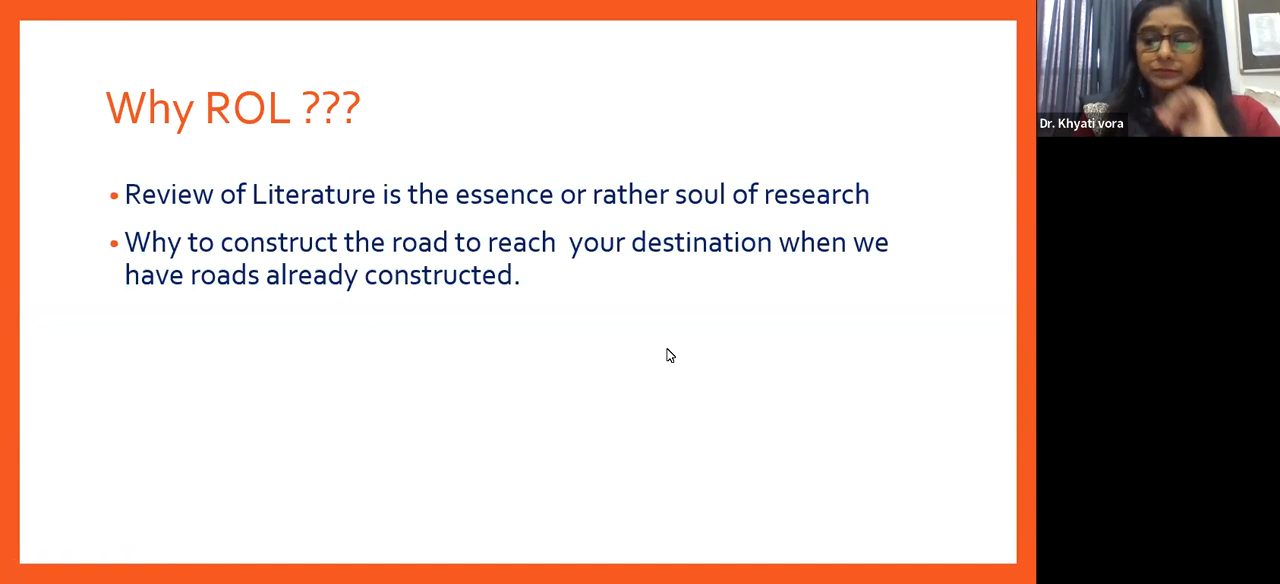 Why ROL ???
• Review of Literature is the essence or rather soul of research
• Why to construct the road to reach  your destination when we
have roads already constructed.
Dr. Khyati vora